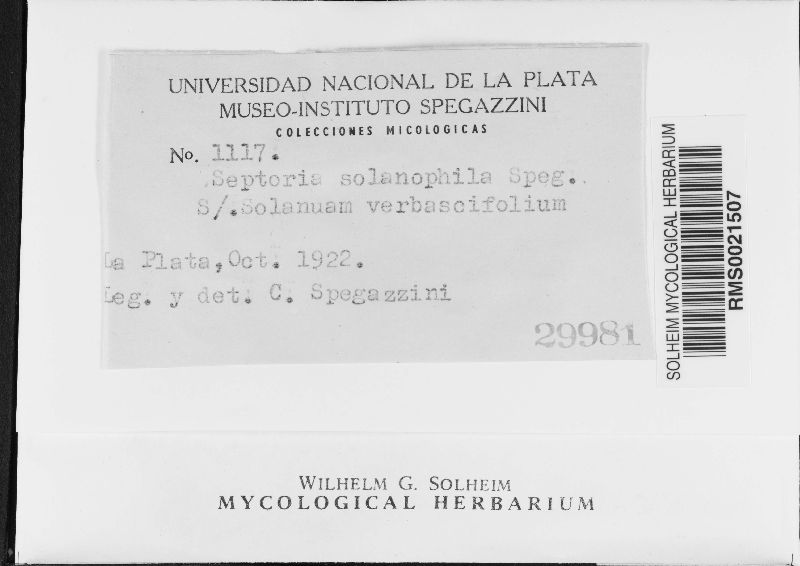 UNIVERSIDAD NACIONAL DE LA PLATA
MUSEO-INSTITUTO SPEGAZZINI
COLECCIONES MICOLOGICAS
No. 1117.
Septoria solanophila Speg.
S/.Solanuam verbascifolium
La Plata, Oct. 1922.
Leg. y det. C. Spegazzini
29981
SOLHEIM MYCOLOGICAL HERBARIUM
RMS0021507
WILHELM G. SOLHEIM
MYCOLOGICAL HERBARIUM